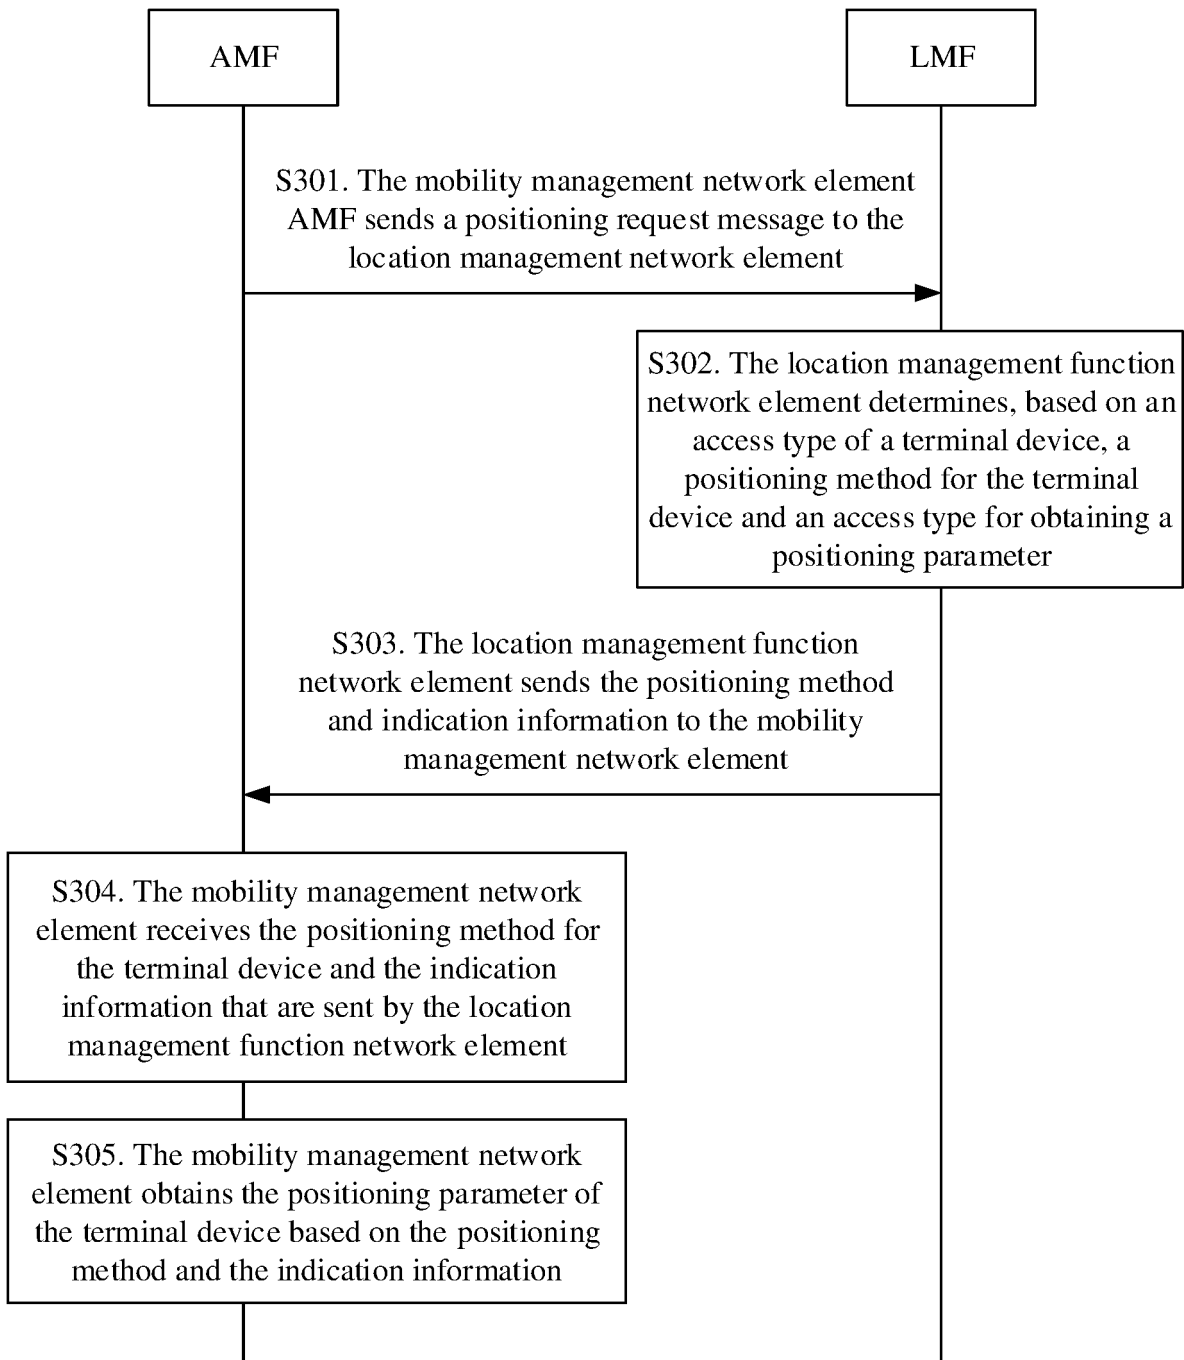 AMF
LMF
S301. The mobility management network element
AMF sends a positioning request message to the
location management network element
S302. The location management function
network element determines, based on an
access type of a terminal device, a
positioning method for the terminal
device and an access type for obtaining a
positioning parameter
S303. The location management function
network element sends the positioning method
and indication information to the mobility
management network element
S304. The mobility management network
element receives the positioning method for
the terminal device and the indication
information that are sent by the location
management function network element
S305. The mobility management network
element obtains the positioning parameter of
the terminal device based on the positioning
method and the indication information